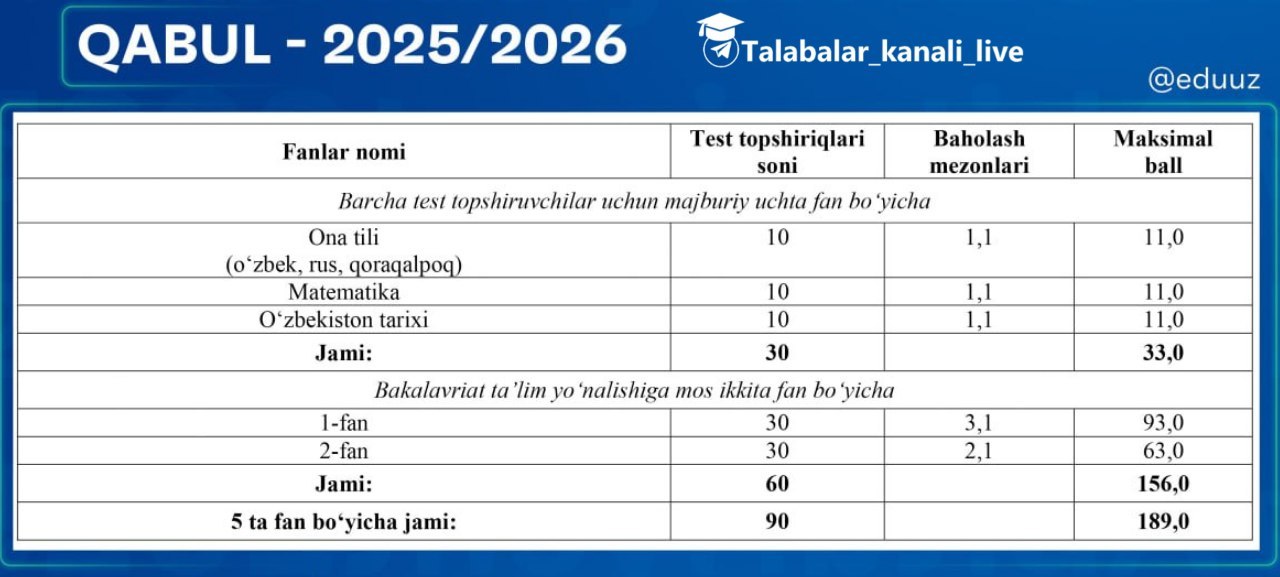 QABUL - 2025/2026
Talabalar_kanali_live
@eduuz
Fanlar nomi Test topshiriqlari soni Baholash mezonlari Maksimal ball
Barcha test topshiruvchilar uchun majburiy uchta fan bo‘yicha
Ona tili (o‘zbek, rus, qoraqalpoq) 10 1,1 11,0
Matematika 10 1,1 11,0
O‘zbekiston tarixi 10 1,1 11,0
Jami: 30 33,0
Bakalavriat ta’lim yo‘nalishiga mos ikkita fan bo‘yicha
1-fan 30 3,1 93,0
2-fan 30 2,1 63,0
Jami: 60 156,0
5 ta fan bo‘yicha jami: 90 189,0